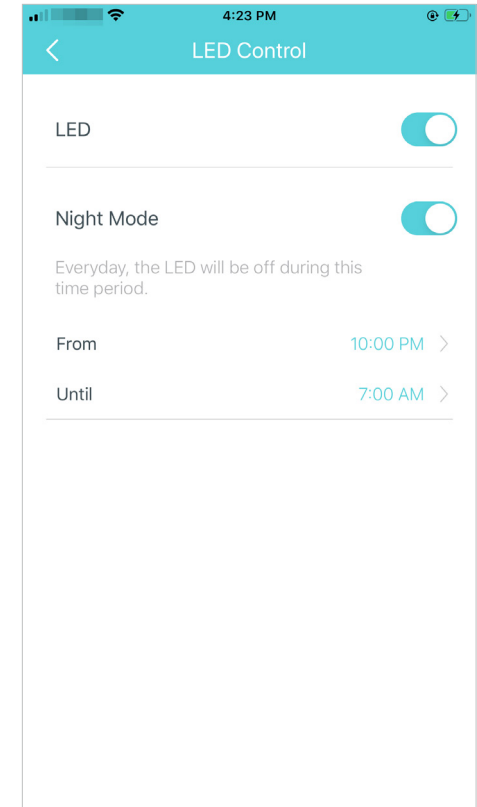 4:23 PM
LED Control
LED
Night Mode
Everyday, the LED will be off during this
time period.
From 10:00 PM
Until 7:00 AM